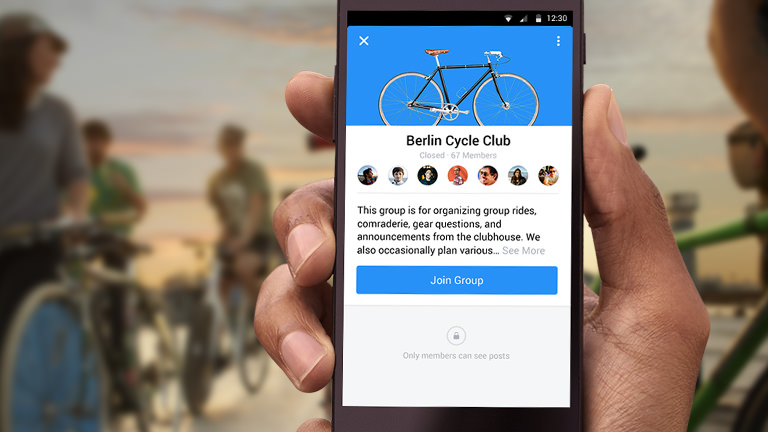 12:30
Berlin Cycle Club
Closed · 67 Members
This group is for organizing group rides,
comraderie, gear questions, and
announcements from the clubhouse. We
also occasionally plan various... See More
Join Group
Only members can see posts